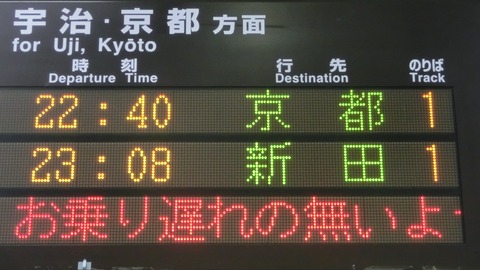 宇治・京都 方面
for Uji, Kyōto
時刻 行先 のりば
Departure Time Destination Track
22:40 京都 1
23:08 新田 1
お乗り遅れの無いよ